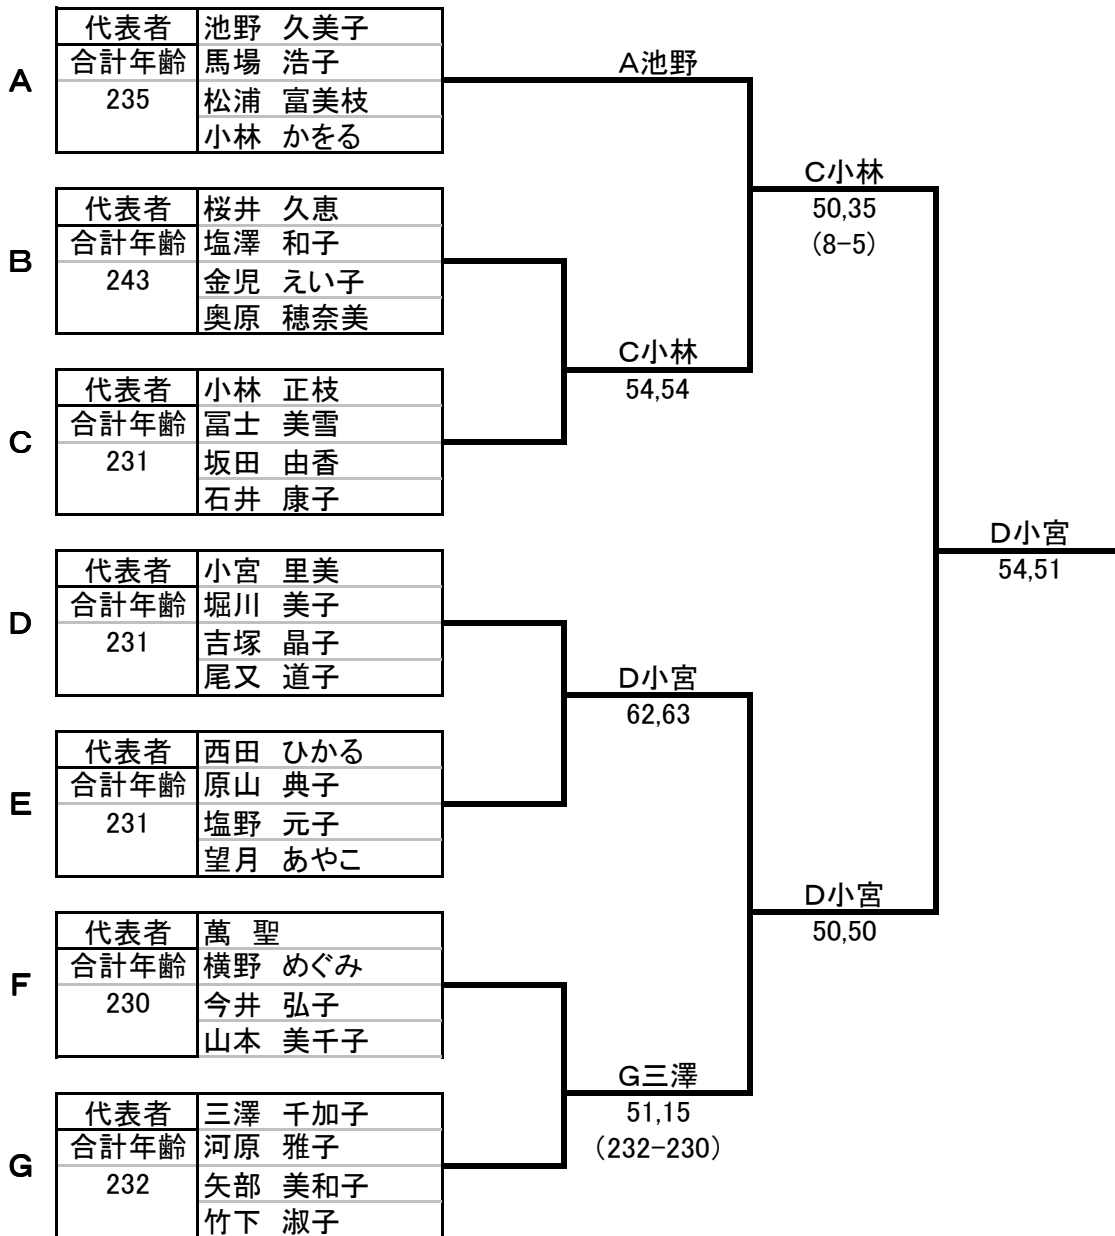 A
代表者 池野 久美子
合計年齢 馬場 浩子
235 松浦 富美枝
小林 かをる
B
代表者 桜井 久恵
合計年齢 塩澤 和子
243 金児 えい子
奥原 穂奈美
C
代表者 小林 正枝
合計年齢 冨士 美雪
231 坂田 由香
石井 康子
D
代表者 小宮 里美
合計年齢 堀川 美子
231 吉塚 晶子
尾又 道子
E
代表者 西田 ひかる
合計年齢 原山 典子
231 塩野 元子
望月 あやこ
F
代表者 萬 聖
合計年齢 横野 めぐみ
230 今井 弘子
山本 美千子
G
代表者 三澤 千加子
合計年齢 河原 雅子
232 矢部 美和子
竹下 淑子
A池野
C小林
54,54
D小宮
62,63
G三澤
51,15
(232-230)
C小林
50,35
(8-5)
D小宮
50,50
D小宮
54,51